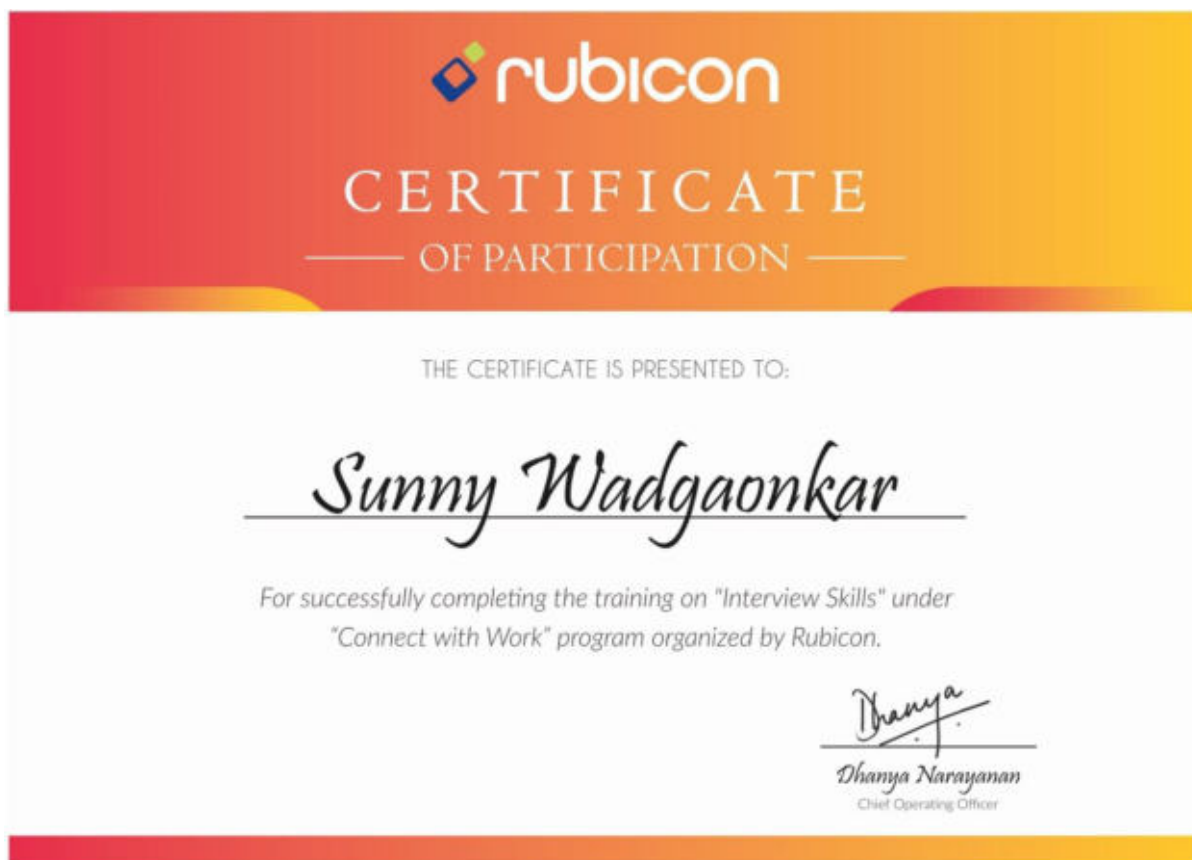 rubicon
CERTIFICATE
OF PARTICIPATION
THE CERTIFICATE IS PRESENTED TO:
Sunny Wadgaonkar
For successfully completing the training on "Interview Skills" under
"Connect with Work" program organized by Rubicon.
Dhanya
Dhanya Narayanan
Chief Operating Officer